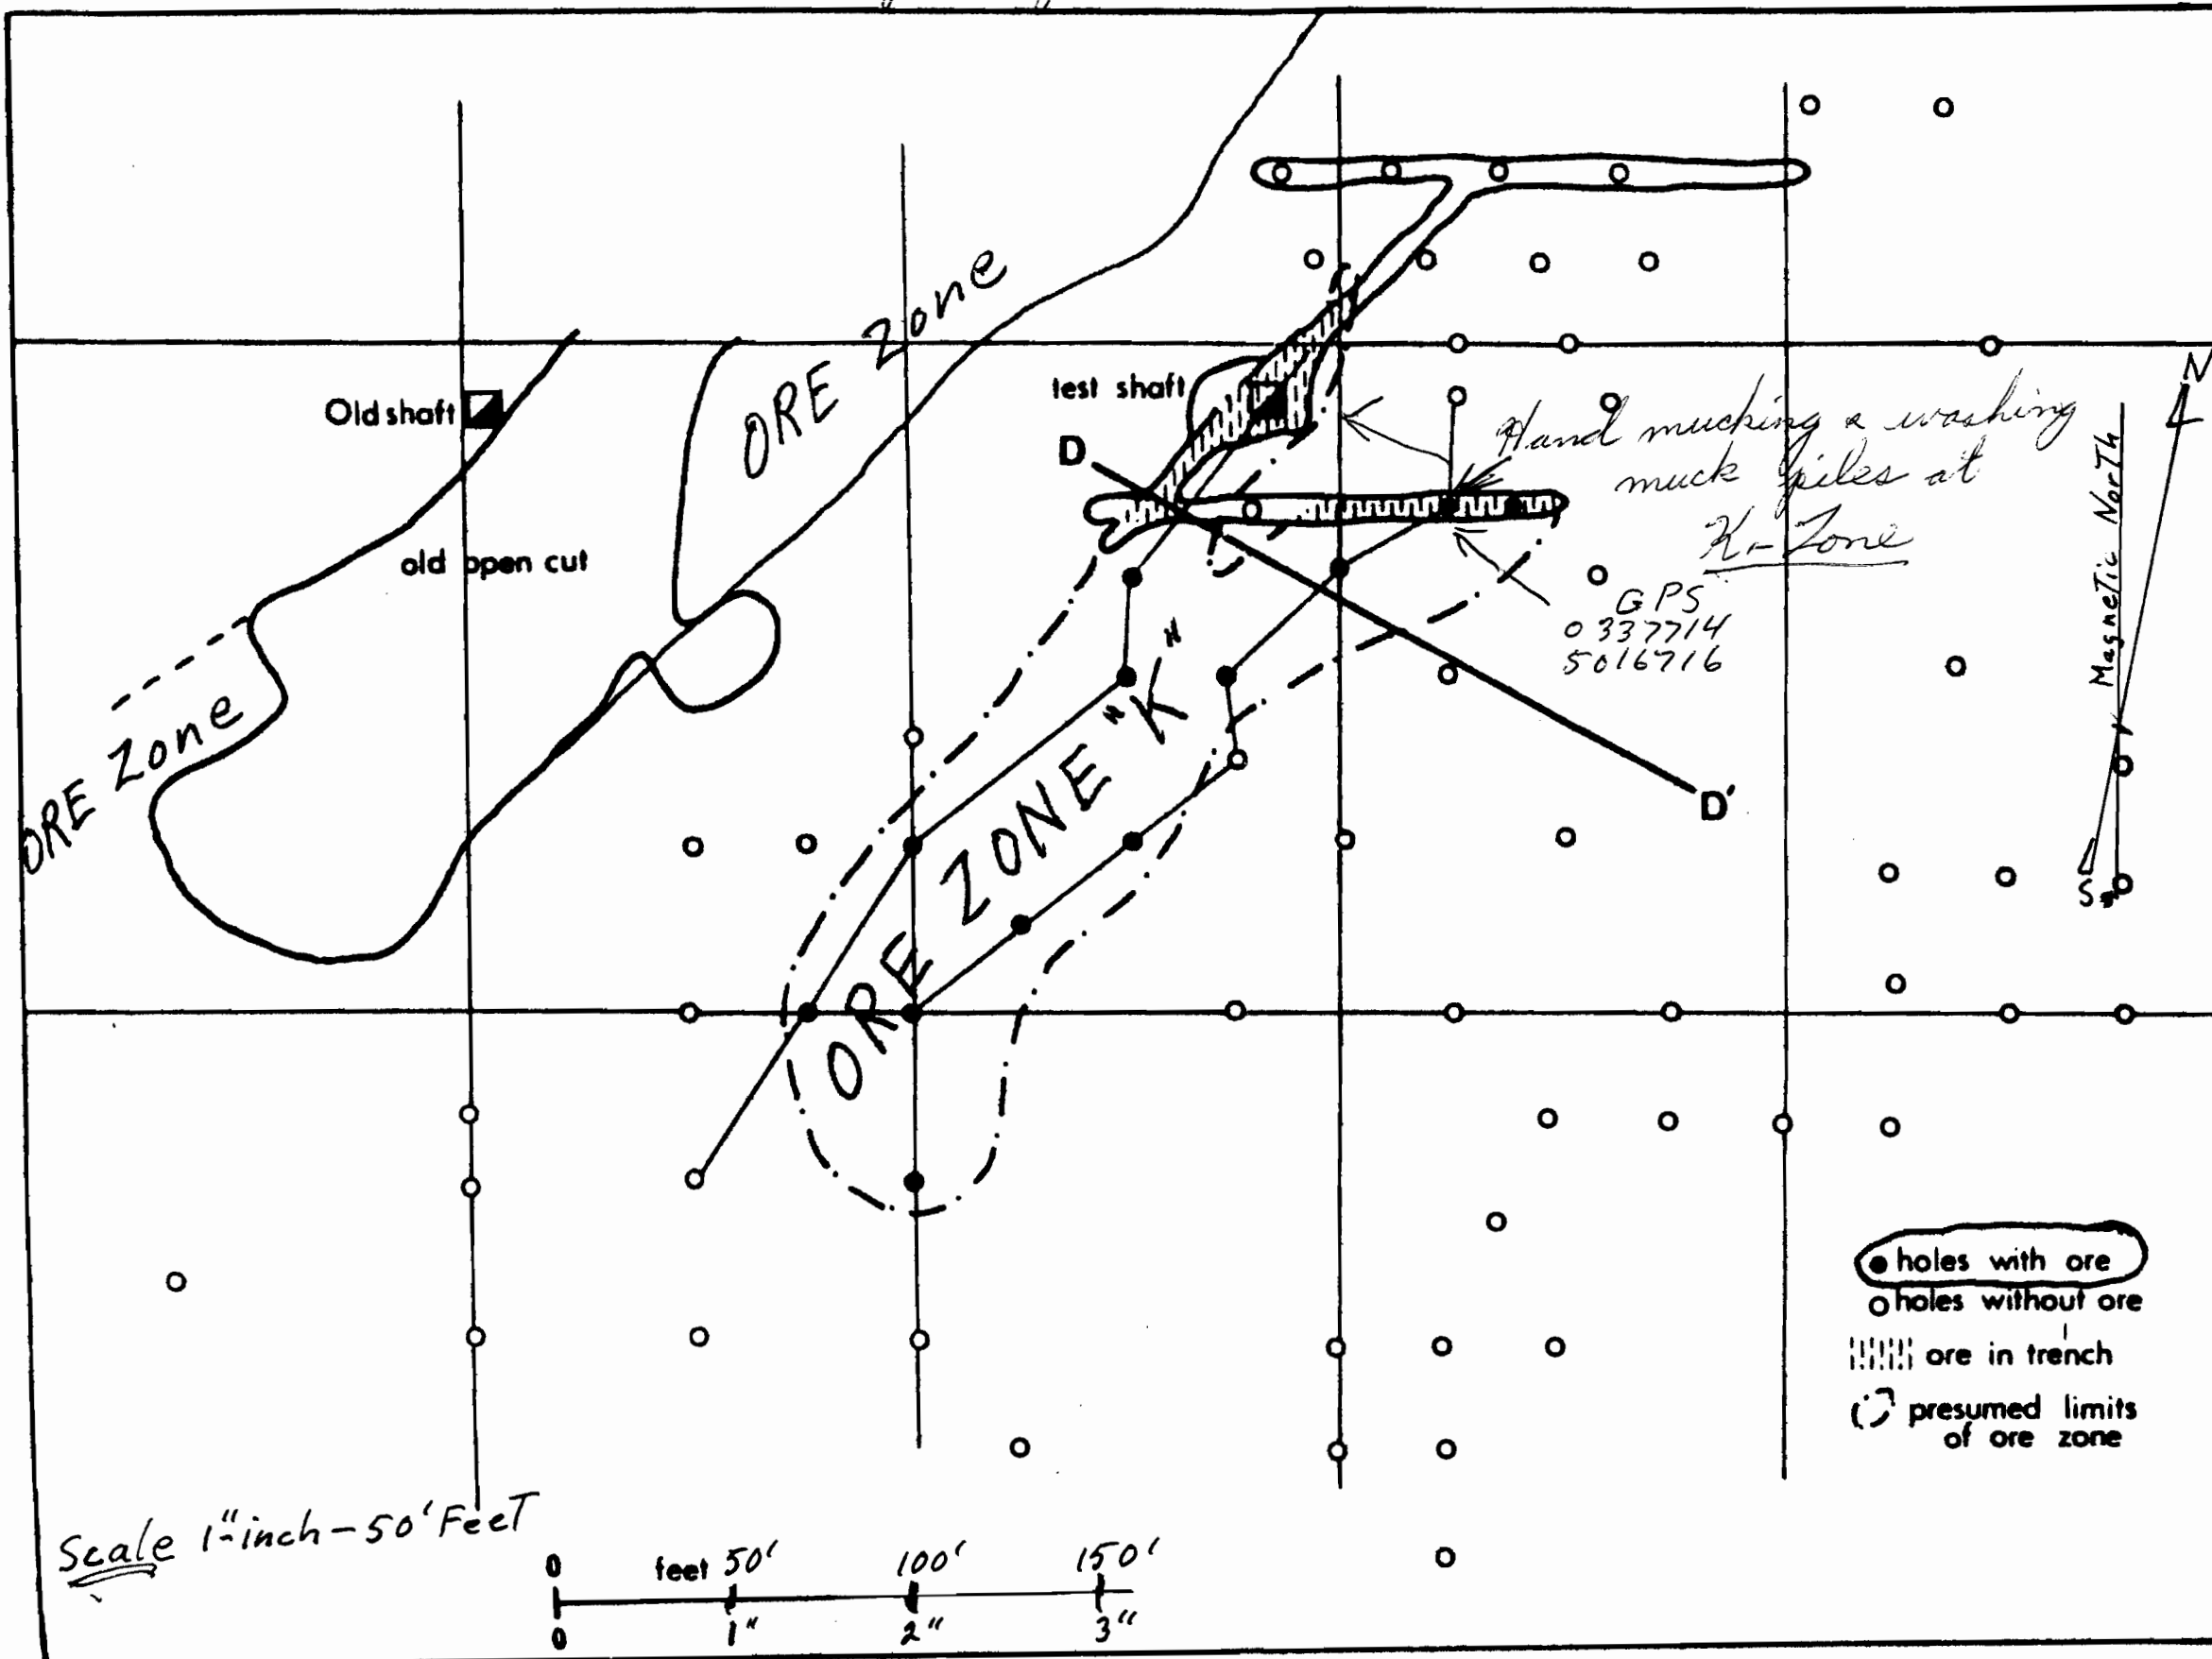 ORE Zone
Old shaft
test shaft
D
Hand mucking & washing
muck piles at
K-Zone
old open cut
GPS
0337714
5016716
N
Magnetic North
S
ORE Zone
ORE ZONE "K"
D'
holes with ore
holes without ore
ore in trench
presumed limits
of ore zone
Scale 1"inch-50'FeeT
0 feet 50' 100' 150'
0 1" 2" 3"